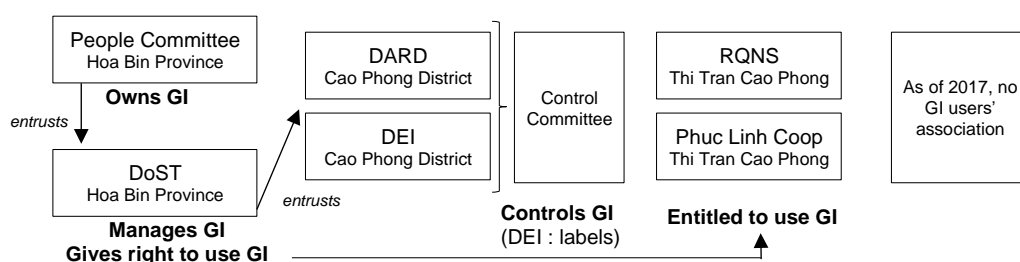 People Committee
Hoa Bin Province
Owns GI
entrusts
DoST
Hoa Bin Province
Manages GI
Gives right to use GI
entrusts
DARD
Cao Phong District
DEI
Cao Phong District
Control
Committee
Controls GI
(DEI : labels)
RQNS
Thi Tran Cao Phong
Phuc Linh Coop
Thi Tran Cao Phong
Entitled to use GI
As of 2017, no
GI users’
association